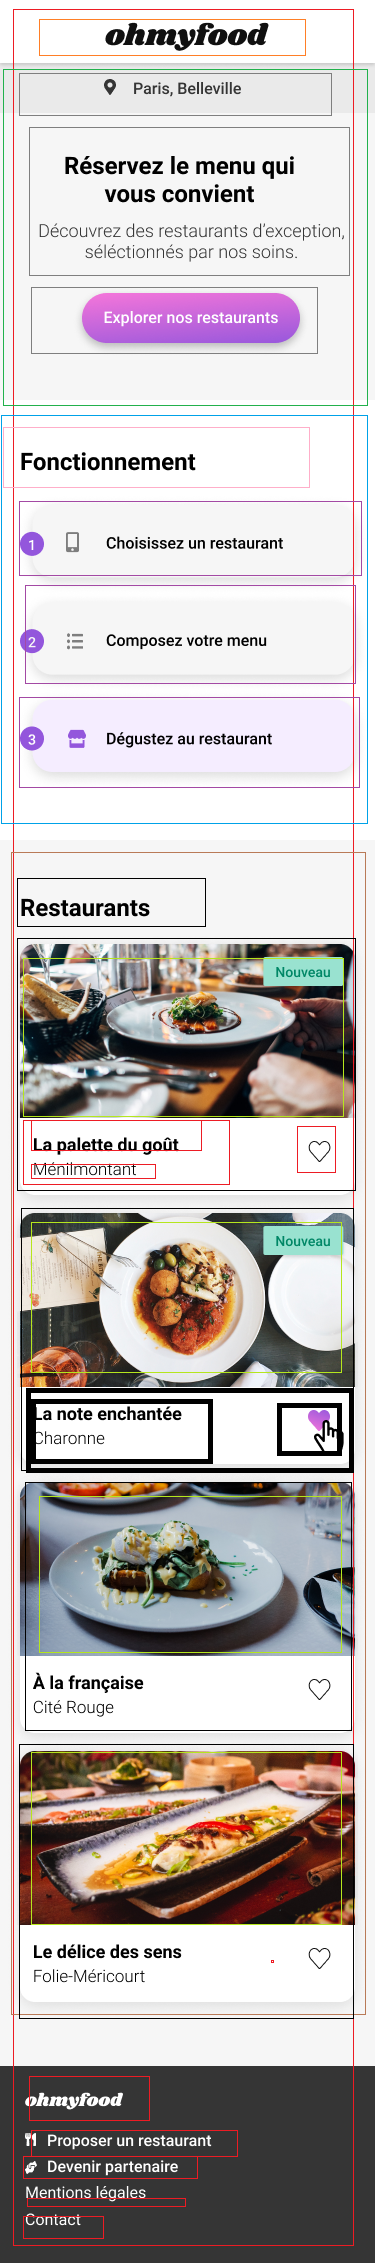 ohmyfood
Paris, Belleville
Réservez le menu qui
vous convient
Découvrez des restaurants d'exception,
séléctionnés par nos soins.
Explorer nos restaurants
Fonctionnement
1 Choisissez un restaurant
2 Composez votre menu
3 Dégustez au restaurant
Restaurants
Nouveau
La palette du goût
Ménilmontant
Nouveau
La note enchantée
Charonne
À la française
Cité Rouge
Le délice des sens
Folie-Méricourt
ohmyfood
Proposer un restaurant
Devenir partenaire
Mentions légales
Contact